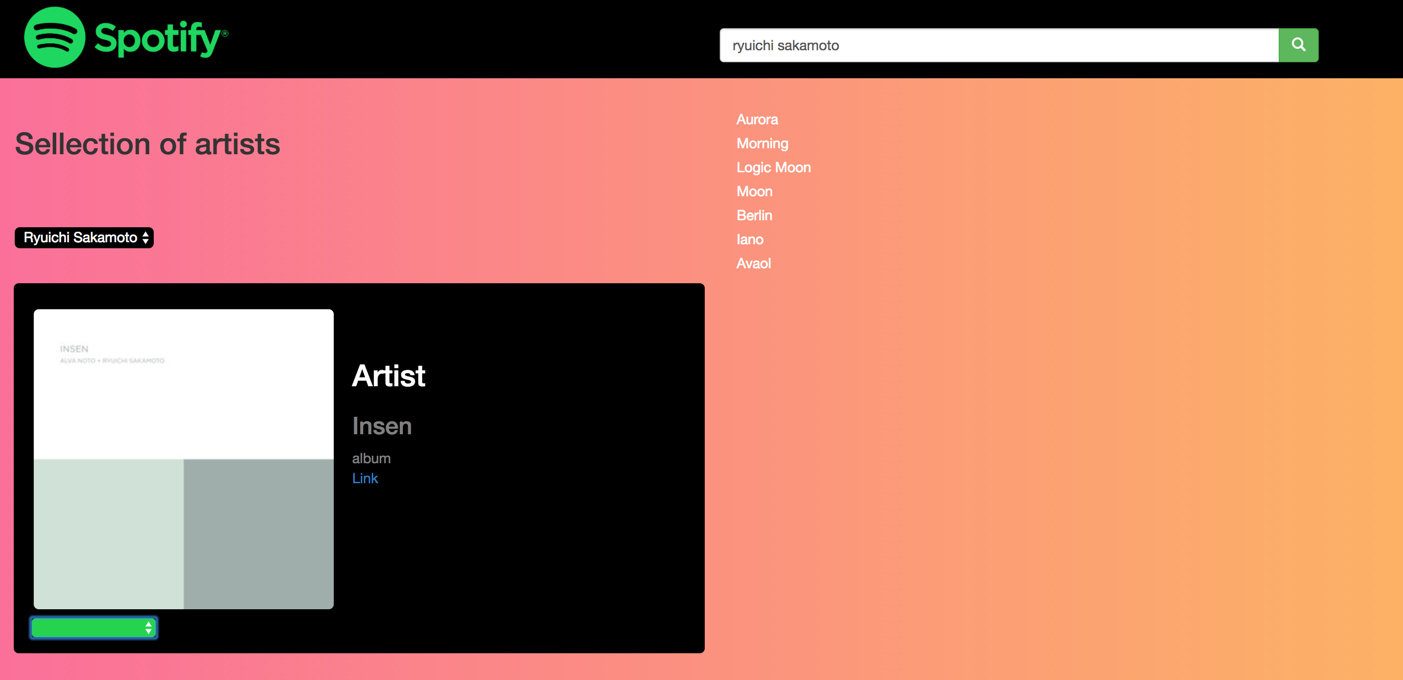 Spotify®
ryuichi sakamoto
Sellection of artists
Ryuichi Sakamoto
INSEN
ALVA NOTO + RYUICHI SAKAMOTO
Artist
Insen
album
Link
Aurora
Morning
Logic Moon
Moon
Berlin
Iano
Avaol